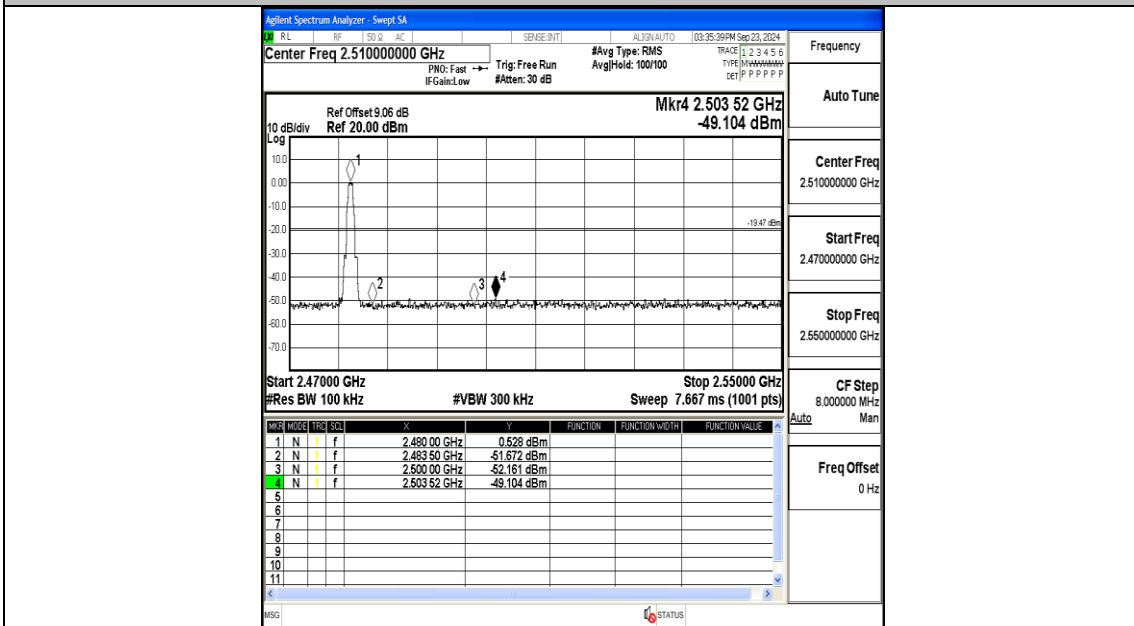 Agilent Spectrum Analyzer - Swept SA
RL RF 50 Ω AC SENSE:INT ALIGN AUTO 03:35:39 PM Sep 23, 2024
Center Freq 2.510000000 GHz
PNO: Fast
IFGain:Low
Trig: Free Run
#Atten: 30 dB
#Avg Type: RMS
Avg|Hold: 100/100
TRACE 1 2 3 4 5 6
TYPE M WWWWW
DET P P P P P P
Ref Offset 9.06 dB
10 dB/div Ref 20.00 dBm
Log
Mkr4 2.503 52 GHz
-49.104 dBm
10.0
0.00
-10.0
-20.0
-30.0
-40.0
-50.0
-60.0
-70.0
1
2
3
4
-19.47 dBm
Start 2.47000 GHz Stop 2.55000 GHz
#Res BW 100 kHz #VBW 300 kHz Sweep 7.667 ms (1001 pts)
MKR MODE TRC SCL X Y FUNCTION FUNCTION WIDTH FUNCTION VALUE
1 N 1 f 2.480 00 GHz 0.528 dBm
2 N 1 f 2.483 50 GHz -51.672 dBm
3 N 1 f 2.500 00 GHz -52.161 dBm
4 N 1 f 2.503 52 GHz -49.104 dBm
5
6
7
8
9
10
11
MSG STATUS
Frequency
Auto Tune
Center Freq
2.510000000 GHz
Start Freq
2.470000000 GHz
Stop Freq
2.550000000 GHz
CF Step
8.000000 MHz
Auto Man
Freq Offset
0 Hz